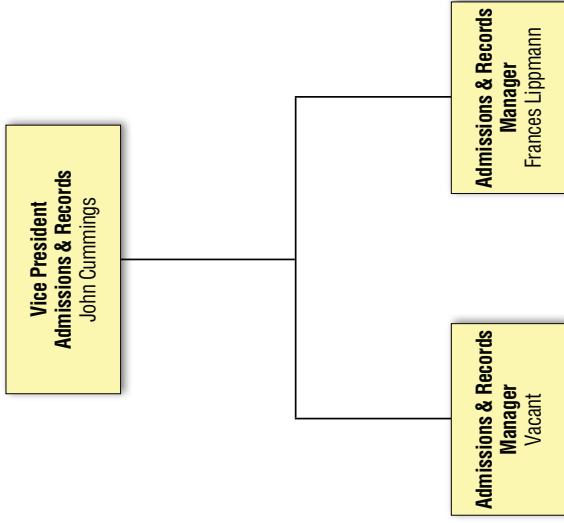 Vice President
Admissions & Records
John Cummings
Admissions & Records
Manager
Vacant
Admissions & Records
Manager
Frances Lippmann